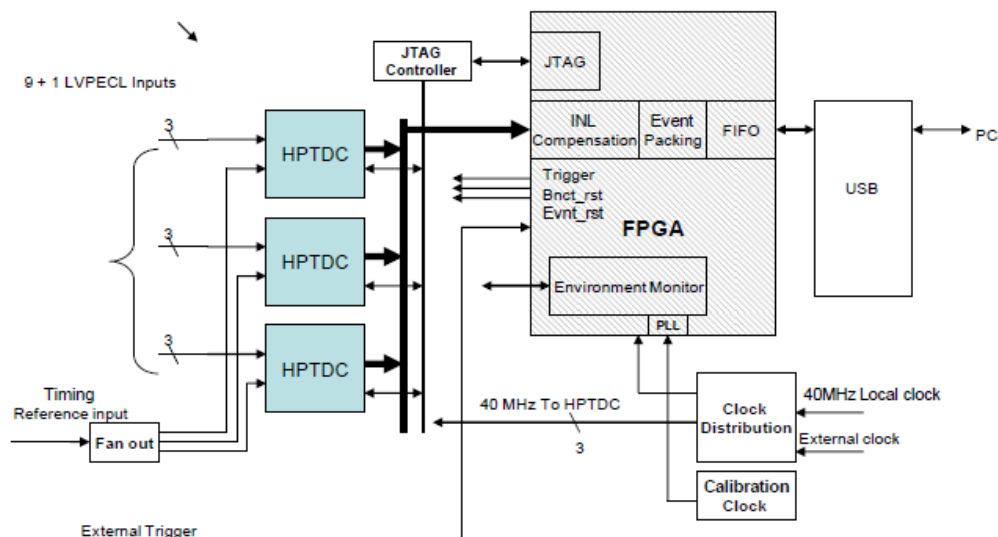 9 + 1 LVPECL Inputs
JTAG
Controller
JTAG
INL
Compensation
Event
Packing
FIFO
USB
PC
3
HPTDC
Trigger
Bnct_rst
Evnt_rst
FPGA
3
HPTDC
Environment Monitor
PLL
3
HPTDC
Timing
Reference input
Fan out
40 MHz To HPTDC
3
Clock
Distribution
40MHz Local clock
External clock
Calibration
Clock
External Trigger